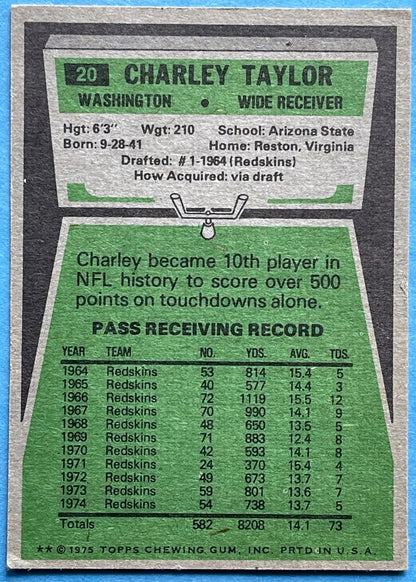 20 CHARLEY TAYLOR
WASHINGTON • WIDE RECEIVER
Hgt: 6'3" Wgt: 210 School: Arizona State
Born: 9-28-41 Home: Reston, Virginia
Drafted: #1-1964 (Redskins)
How Acquired: via draft
Charley became 10th player in
NFL history to score over 500
points on touchdowns alone.
PASS RECEIVING RECORD
YEAR TEAM NO. YDS. AVG. TDS.
1964 Redskins 53 814 15.4 5
1965 Redskins 40 577 14.4 3
1966 Redskins 72 1119 15.5 12
1967 Redskins 70 990 14.1 9
1968 Redskins 48 650 13.5 5
1969 Redskins 71 883 12.4 8
1970 Redskins 42 593 14.1 8
1971 Redskins 24 370 15.4 4
1972 Redskins 49 673 13.7 7
1973 Redskins 59 801 13.6 7
1974 Redskins 54 738 13.7 5
Totals 582 8208 14.1 73
★★ © 1975 TOPPS CHEWING GUM, INC. PRTD. IN U.S.A.